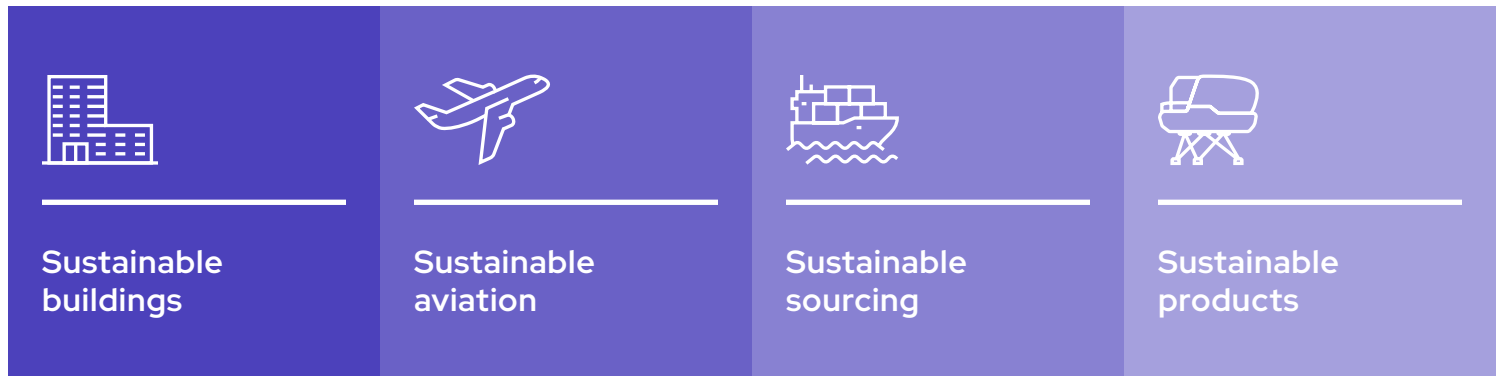 Sustainable
buildings
Sustainable
aviation
Sustainable
sourcing
Sustainable
products